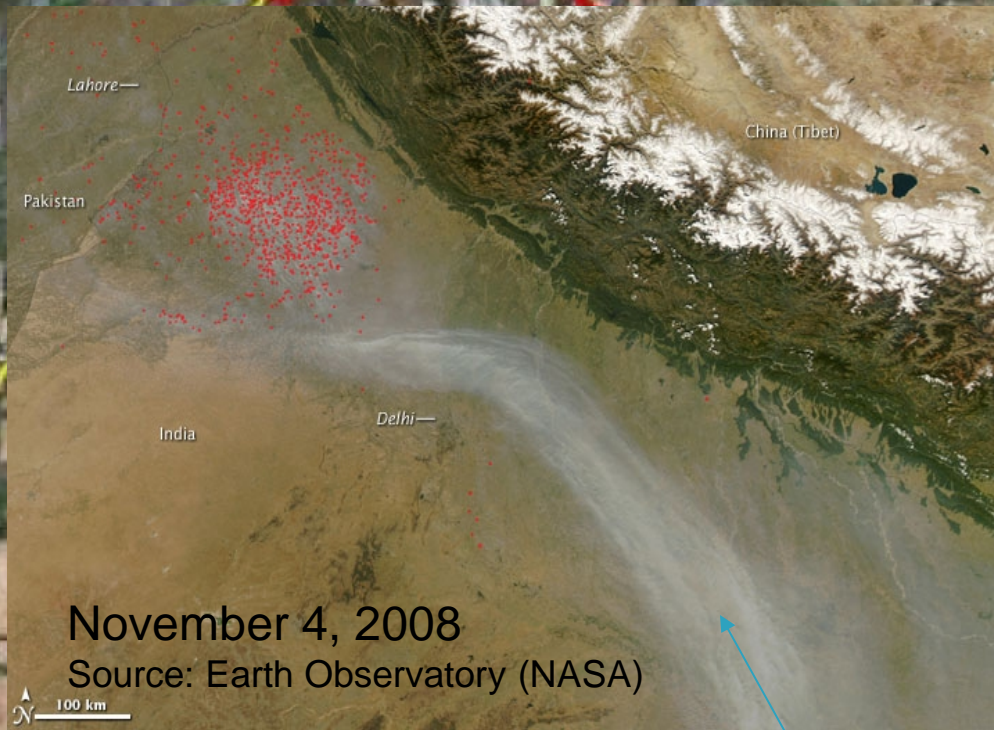 Lahore
China (Tibet)
Pakistan
Delhi
India
November 4, 2008
Source: Earth Observatory (NASA)
N
100 km